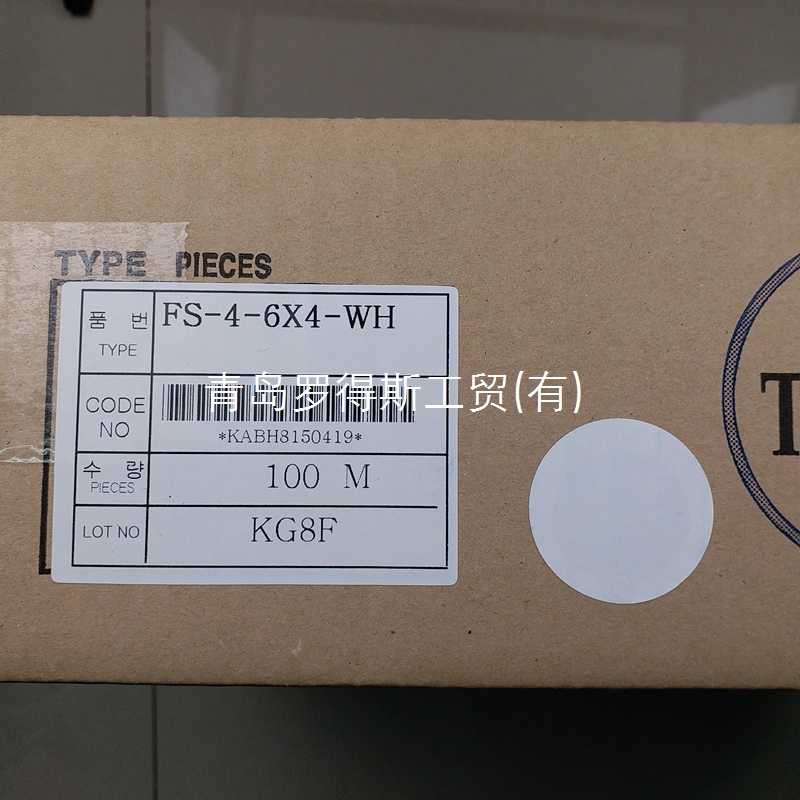 TYPE PIECES
품 번
TYPE
FS-4-6X4-WH
CODE NO
*KABH8150419*
青岛罗得斯工贸(有)
수 량
PIECES
100 M
LOT NO
KG8F
T